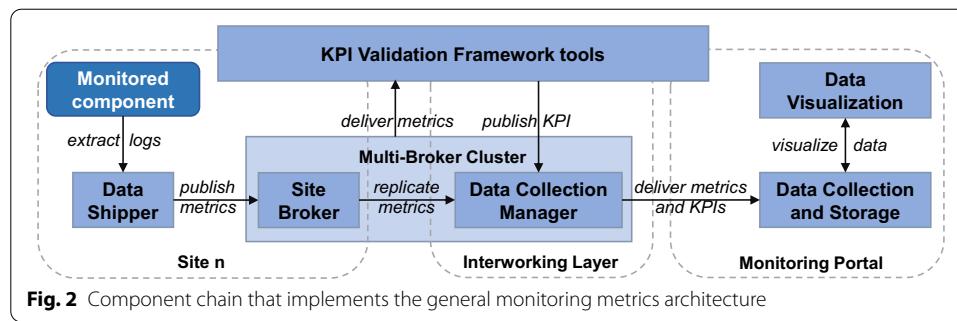 KPI Validation Framework tools
Monitored
component
Data
Visualization
deliver metrics
publish KPI
extract logs
visualize data
Multi-Broker Cluster
Data
Shipper
publish
metrics
Site
Broker
replicate
metrics
Data Collection
Manager
deliver metrics
and KPIs
Data Collection
and Storage
Site n
Interworking Layer
Monitoring Portal
Fig. 2 Component chain that implements the general monitoring metrics architecture